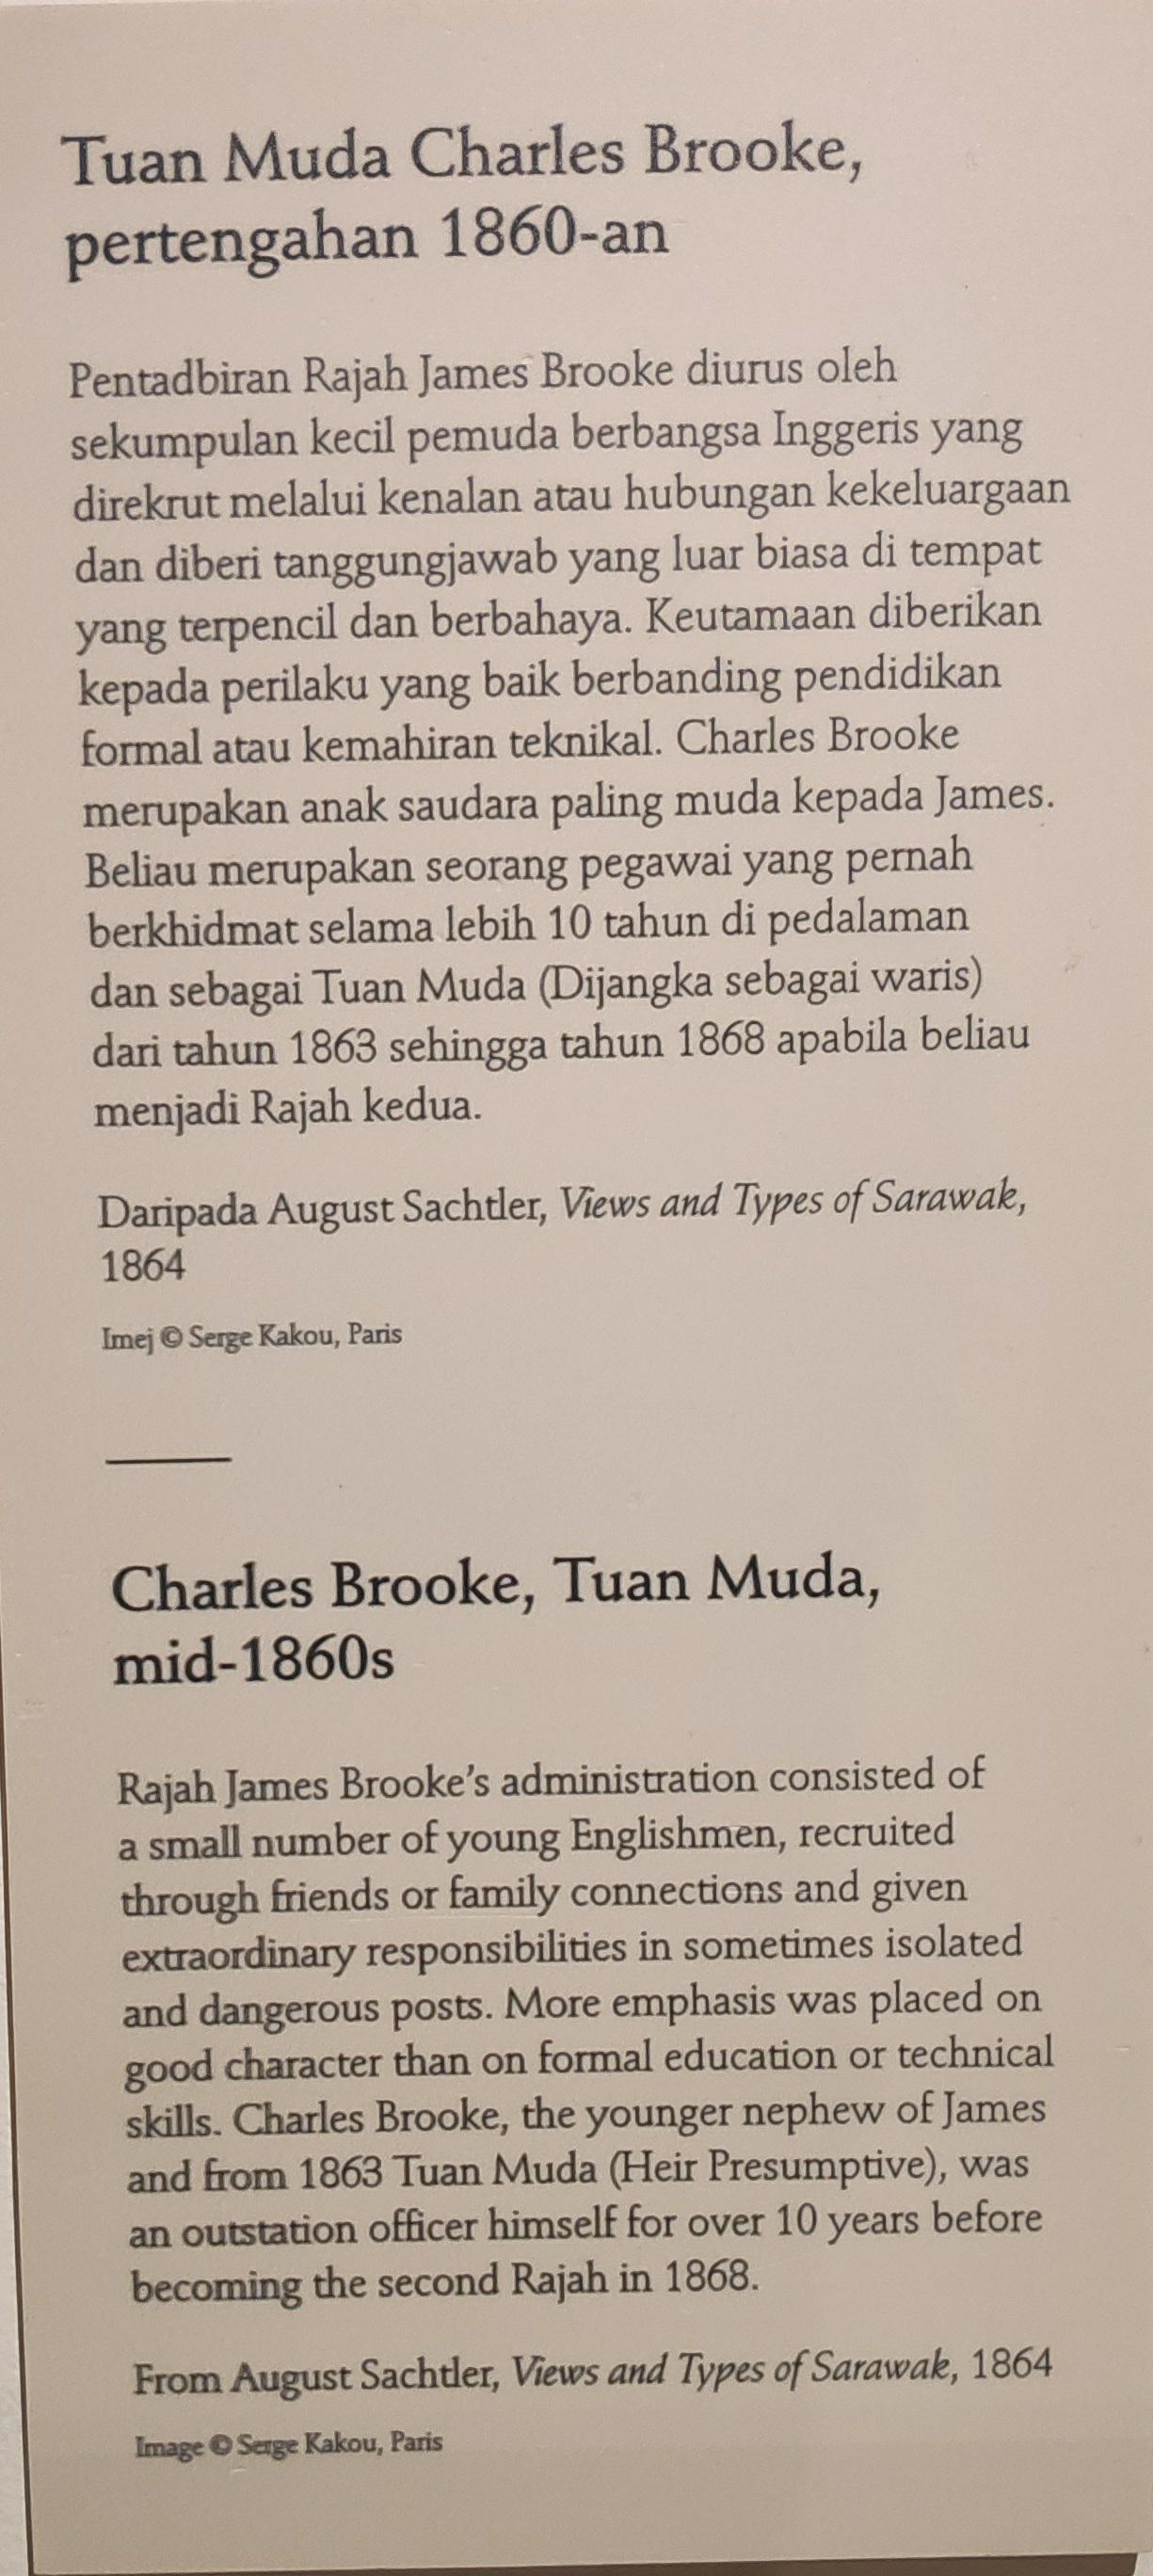 Tuan Muda Charles Brooke,
pertengahan 1860-an
Pentadbiran Rajah James Brooke diurus oleh
sekumpulan kecil pemuda berbangsa Inggeris yang
direkrut melalui kenalan atau hubungan kekeluargaan
dan diberi tanggungjawab yang luar biasa di tempat
yang terpencil dan berbahaya. Keutamaan diberikan
kepada perilaku yang baik berbanding pendidikan
formal atau kemahiran teknikal. Charles Brooke
merupakan anak saudara paling muda kepada James.
Beliau merupakan seorang pegawai yang pernah
berkhidmat selama lebih 10 tahun di pedalaman
dan sebagai Tuan Muda (Dijangka sebagai waris)
dari tahun 1863 sehingga tahun 1868 apabila beliau
menjadi Rajah kedua.
Daripada August Sachtler, Views and Types of Sarawak,
1864
Imej © Serge Kakou, Paris
Charles Brooke, Tuan Muda,
mid-1860s
Rajah James Brooke’s administration consisted of
a small number of young Englishmen, recruited
through friends or family connections and given
extraordinary responsibilities in sometimes isolated
and dangerous posts. More emphasis was placed on
good character than on formal education or technical
skills. Charles Brooke, the younger nephew of James
and from 1863 Tuan Muda (Heir Presumptive), was
an outstation officer himself for over 10 years before
becoming the second Rajah in 1868.
From August Sachtler, Views and Types of Sarawak, 1864
Image © Serge Kakou, Paris